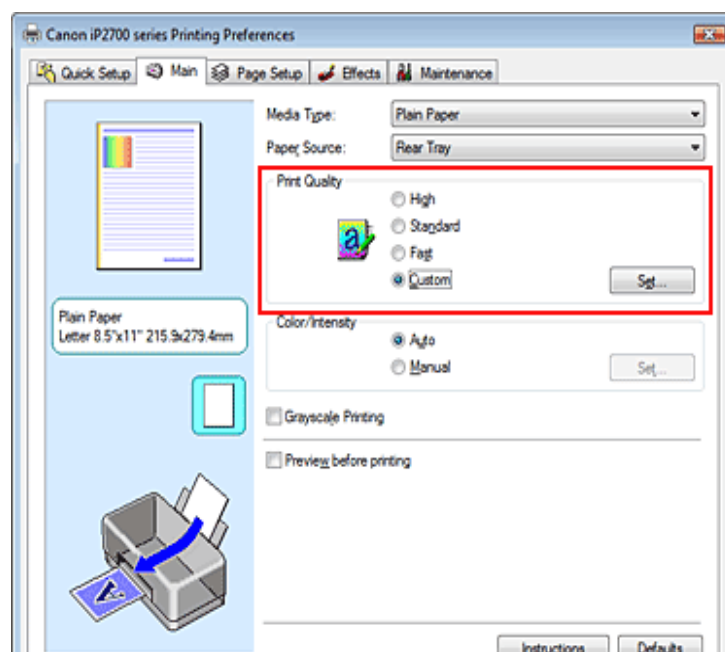 Canon iP2700 series Printing Preferences
Quick Setup Main Page Setup Effects Maintenance
Media Type: Plain Paper
Paper Source: Rear Tray
Print Quality
High
a Standard
Fast
Custom Set...
Plain Paper
Letter 8.5"x11" 215.9x279.4mm
Color/Intensity
Auto
Manual Set...
Grayscale Printing
Preview before printing
A
Instructions Defaults